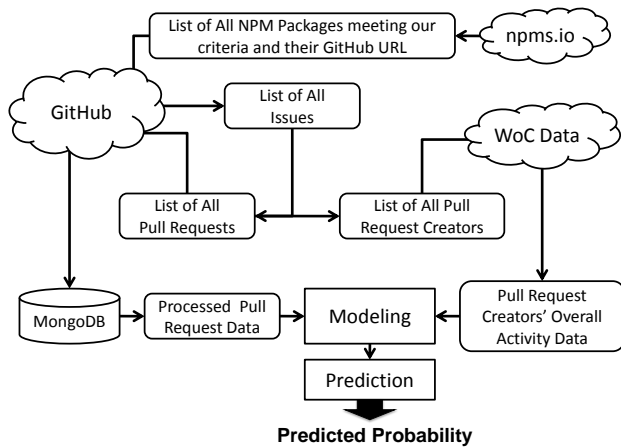 List of All NPM Packages meeting our
criteria and their GitHub URL
npms.io
GitHub
List of All
Issues
WoC Data
List of All
Pull Requests
List of All Pull
Request Creators
MongoDB
Processed Pull
Request Data
Modeling
Pull Request
Creators’ Overall
Activity Data
Prediction
Predicted Probability